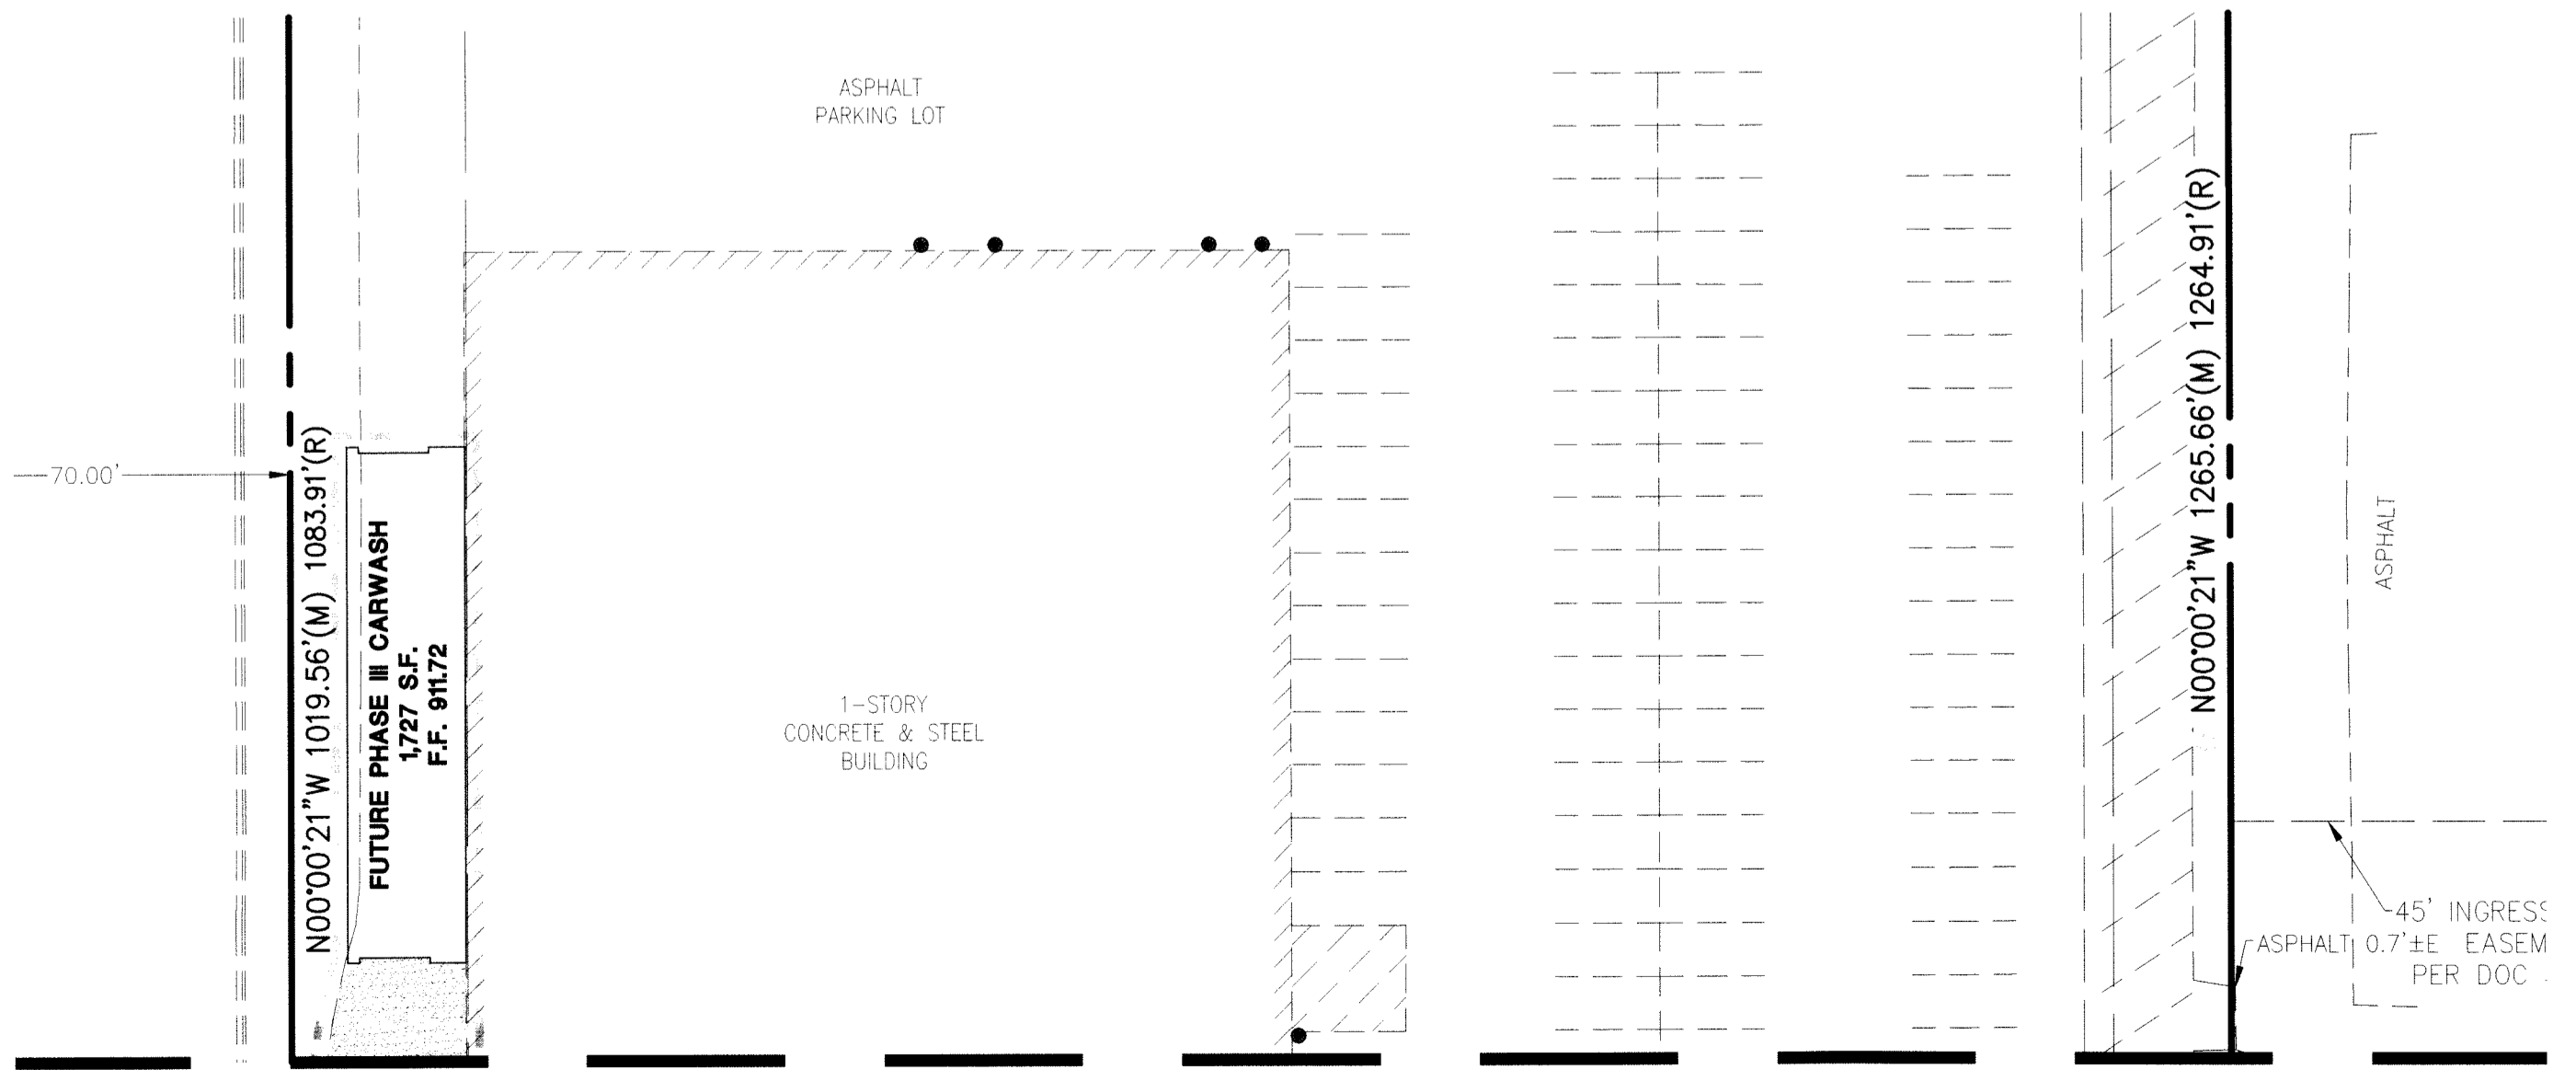 ASPHALT
PARKING LOT
70.00'
N00°00'21"W 1019.56'(M) 1083.91'(R)
FUTURE PHASE III CARWASH
1,727 S.F.
F.F. 911.72
1-STORY
CONCRETE & STEEL
BUILDING
N00°00'21"W 1265.66'(M) 1264.91'(R)
ASPHALT
45' INGRESS
ASPHALT 0.7'±E EASEM
PER DOC